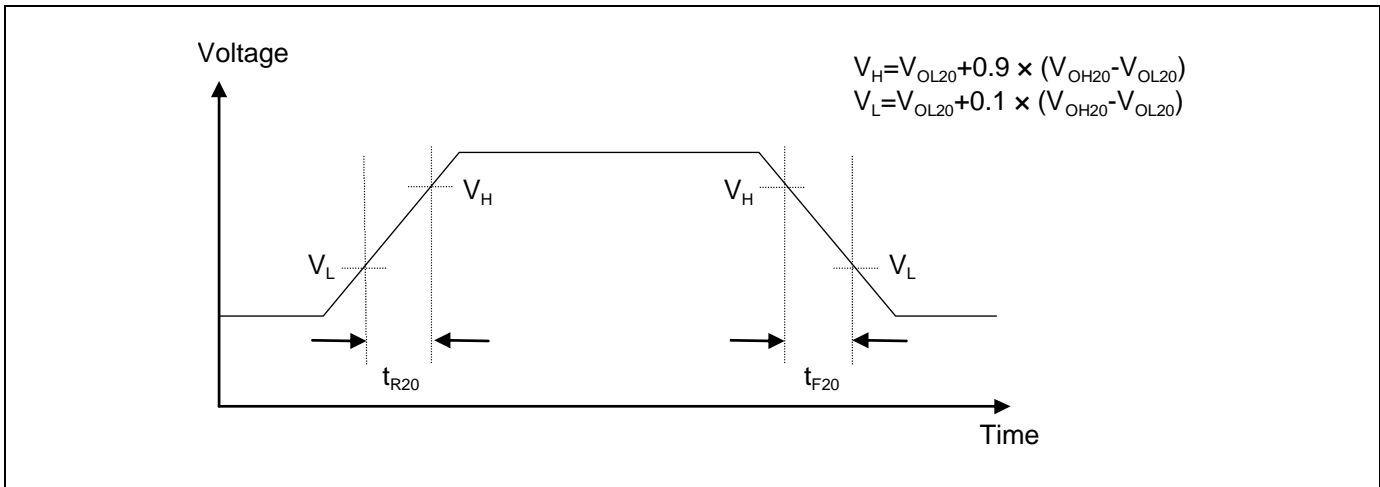 Voltage
V_H=V_OL20+0.9 × (V_OH20-V_OL20)
V_L=V_OL20+0.1 × (V_OH20-V_OL20)
V_H
V_H
V_L
V_L
t_R20
t_F20
Time